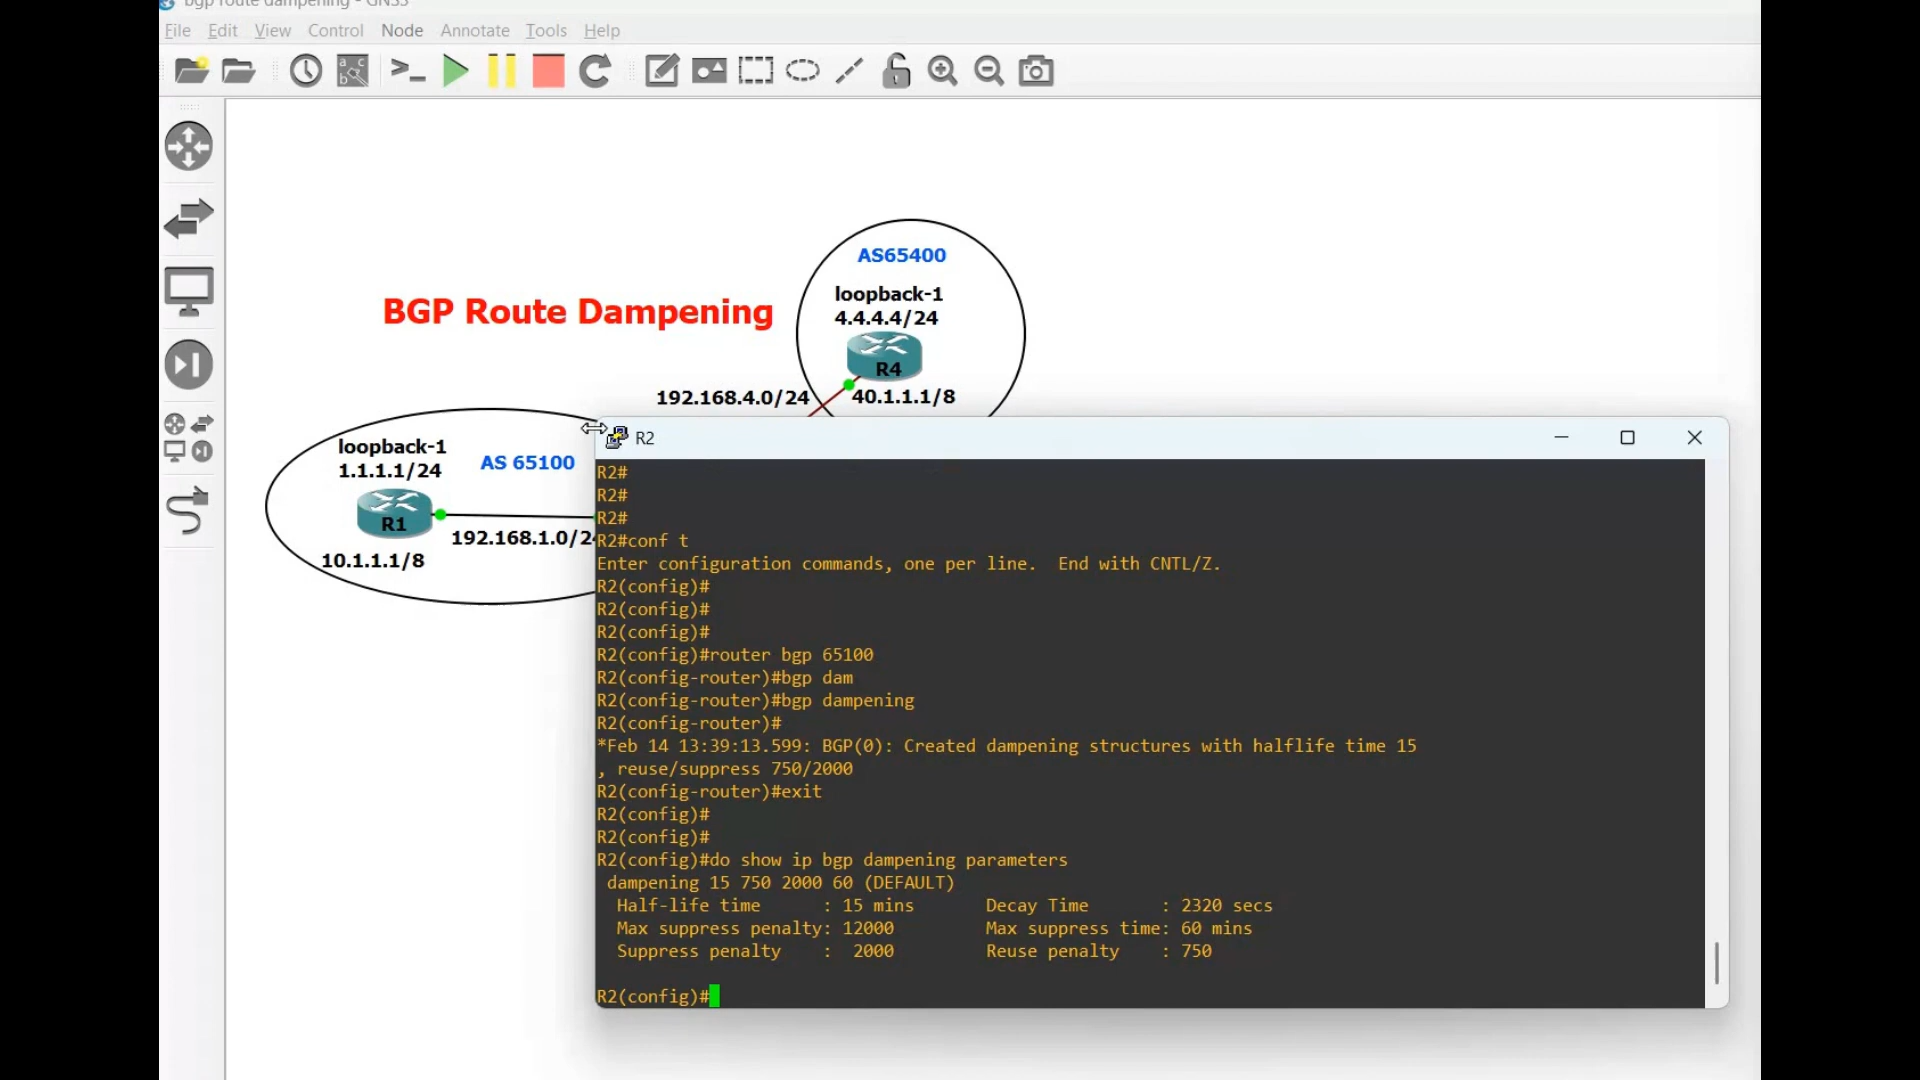 bgp route dampening - GNS3
File Edit View Control Node Annotate Tools Help
BGP Route Dampening
AS65400
loopback-1
4.4.4.4/24
R4
192.168.4.0/24
40.1.1.1/8
loopback-1
1.1.1.1/24
AS 65100
R1
192.168.1.0/24
10.1.1.1/8
R2
R2#
R2#
R2#
R2#conf t
Enter configuration commands, one per line.  End with CNTL/Z.
R2(config)#
R2(config)#
R2(config)#
R2(config)#router bgp 65100
R2(config-router)#bgp dam
R2(config-router)#bgp dampening
R2(config-router)#
*Feb 14 13:39:13.599: BGP(0): Created dampening structures with halflife time 15
, reuse/suppress 750/2000
R2(config-router)#exit
R2(config)#
R2(config)#
R2(config)#do show ip bgp dampening parameters
dampening 15 750 2000 60 (DEFAULT)
Half-life time      : 15 mins       Decay Time       : 2320 secs
Max suppress penalty: 12000         Max suppress time: 60 mins
Suppress penalty    :  2000         Reuse penalty    : 750
R2(config)#